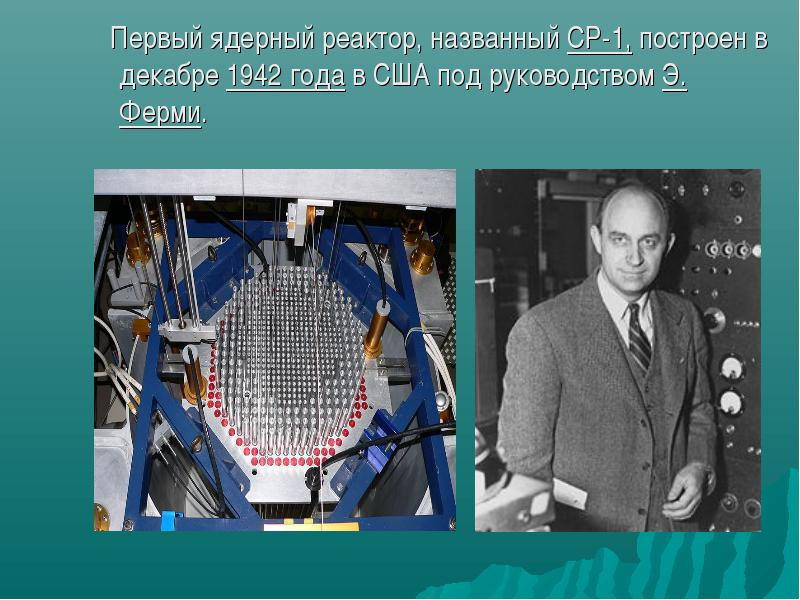 Первый ядерный реактор, названный СР-1, построен в
декабре 1942 года в США под руководством Э.
Ферми.